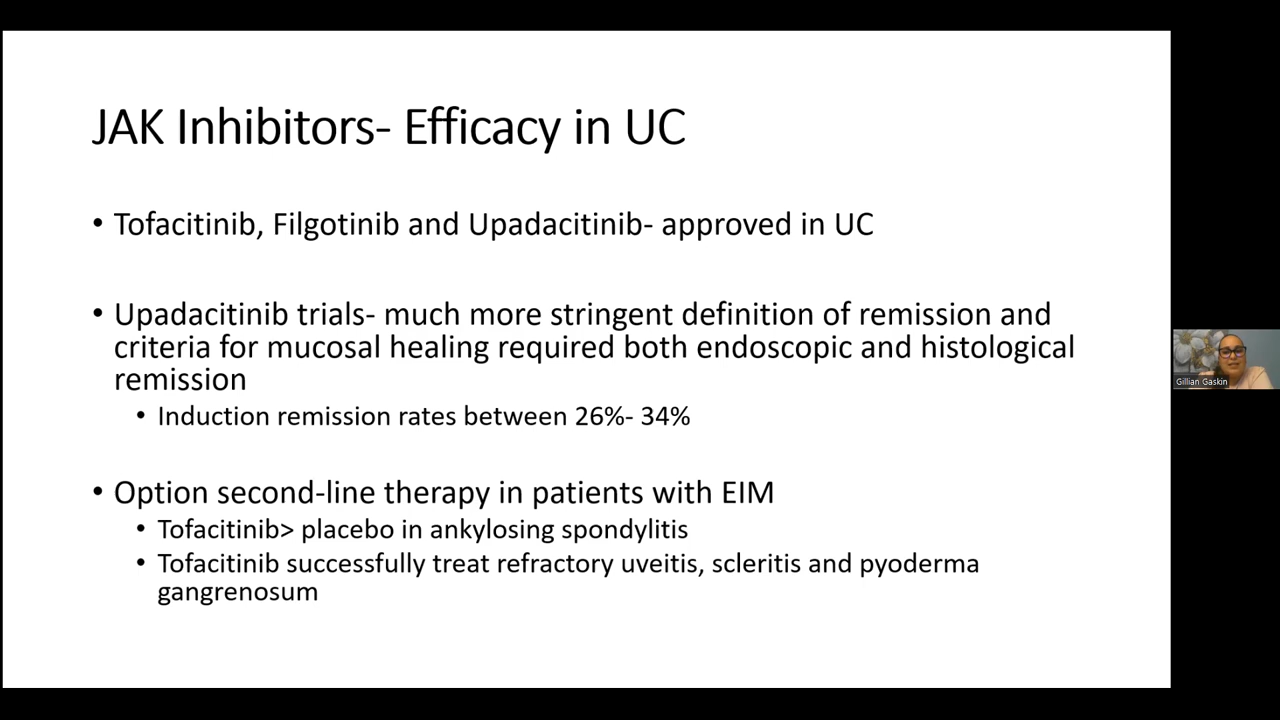 JAK Inhibitors- Efficacy in UC
• Tofacitinib, Filgotinib and Upadacitinib- approved in UC
• Upadacitinib trials- much more stringent definition of remission and
criteria for mucosal healing required both endoscopic and histological
remission
• Induction remission rates between 26%- 34%
• Option second-line therapy in patients with EIM
• Tofacitinib> placebo in ankylosing spondylitis
• Tofacitinib successfully treat refractory uveitis, scleritis and pyoderma
gangrenosum
Gillian Gaskin